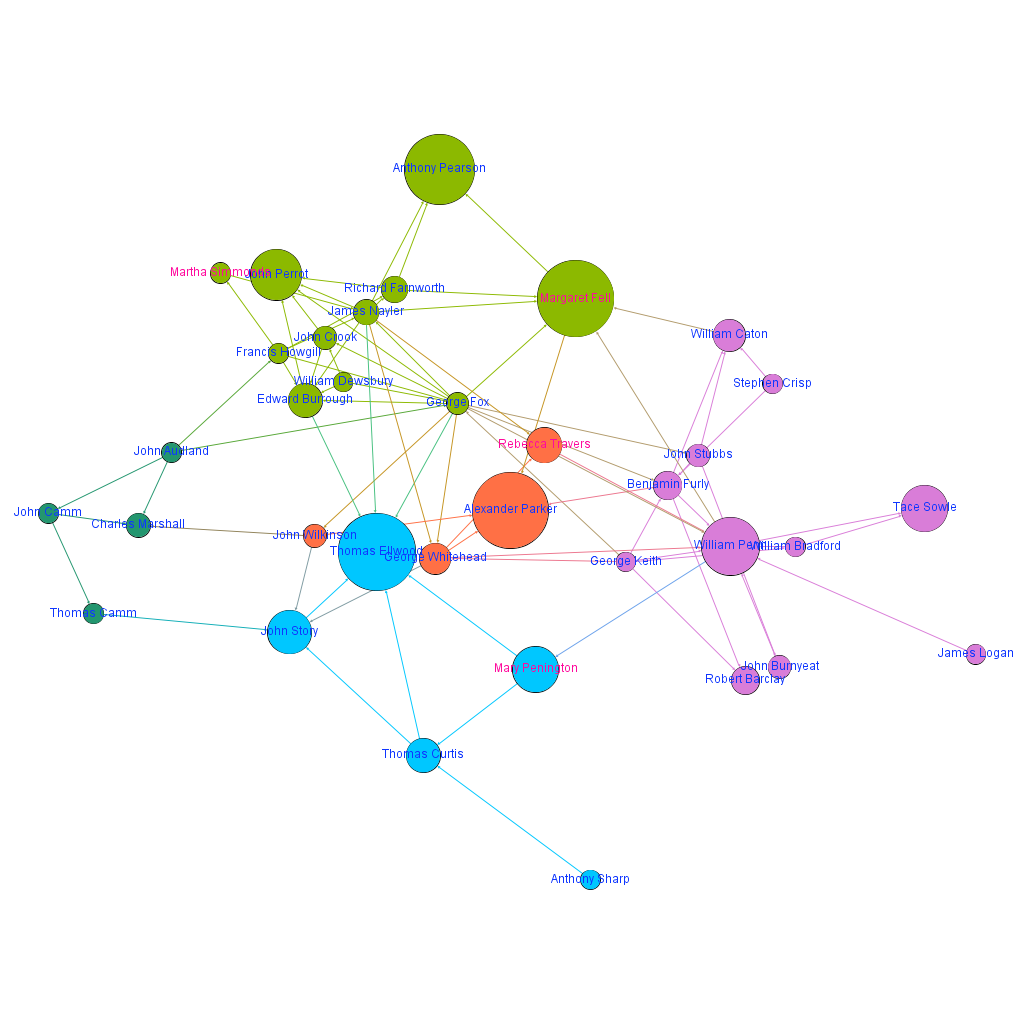 Anthony Pearson
Martha Simmonds
John Perrot
Richard Farnworth
Margaret Fell
James Nayler
John Crook
William Caton
Francis Howgill
William Dewsbury
Stephen Crisp
Edward Burrough
George Fox
Rebecca Travers
John Audland
John Stubbs
Benjamin Furly
John Camm
Charles Marshall
Alexander Parker
Tace Sowle
John Wilkinson
Thomas Ellwood
George Whitehead
William Penn
William Bradford
George Keith
Thomas Camm
John Story
James Logan
Mary Penington
John Burnyeat
Robert Barclay
Thomas Curtis
Anthony Sharp